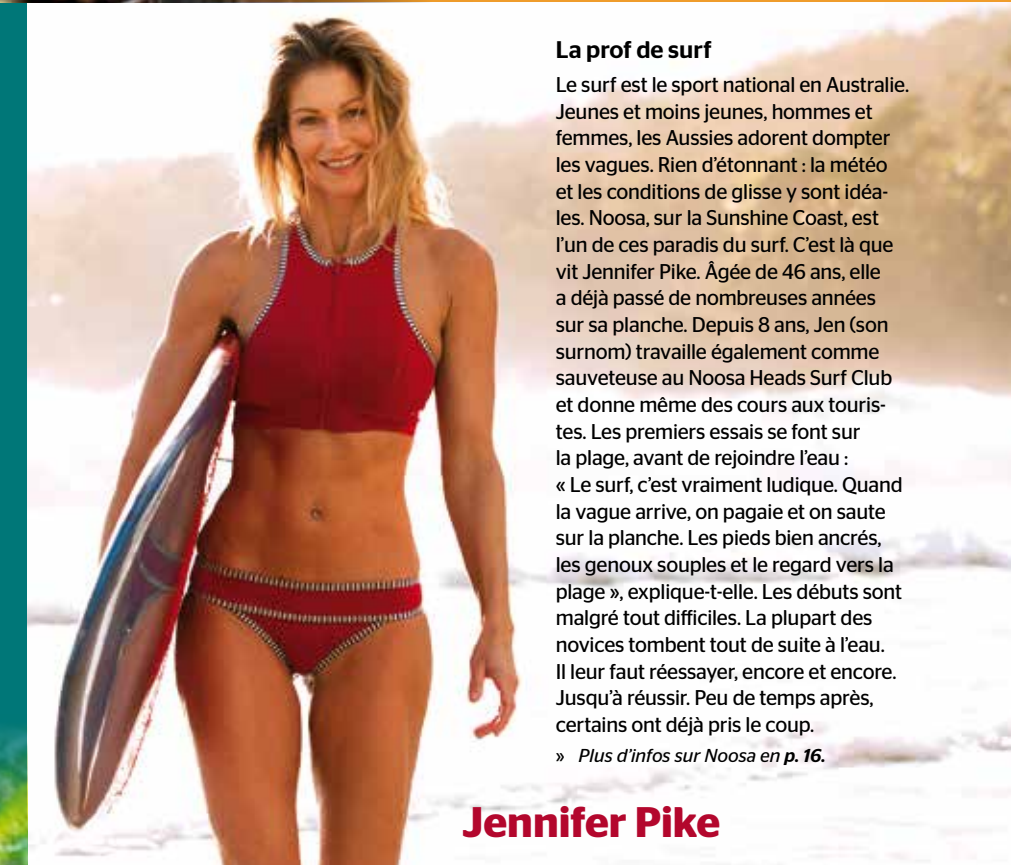 La prof de surf
Le surf est le sport national en Australie.
Jeunes et moins jeunes, hommes et
femmes, les Aussies adorent dompter
les vagues. Rien d’étonnant : la météo
et les conditions de glisse y sont idéa-
les. Noosa, sur la Sunshine Coast, est
l’un de ces paradis du surf. C’est là que
vit Jennifer Pike. Âgée de 46 ans, elle
a déjà passé de nombreuses années
sur sa planche. Depuis 8 ans, Jen (son
surnom) travaille également comme
sauveteuse au Noosa Heads Surf Club
et donne même des cours aux touris-
tes. Les premiers essais se font sur
la plage, avant de rejoindre l’eau :
« Le surf, c’est vraiment ludique. Quand
la vague arrive, on pagaie et on saute
sur la planche. Les pieds bien ancrés,
les genoux souples et le regard vers la
plage », explique-t-elle. Les débuts sont
malgré tout difficiles. La plupart des
novices tombent tout de suite à l’eau.
Il leur faut réessayer, encore et encore.
Jusqu’à réussir. Peu de temps après,
certains ont déjà pris le coup.
» Plus d’infos sur Noosa en p. 16.
Jennifer Pike